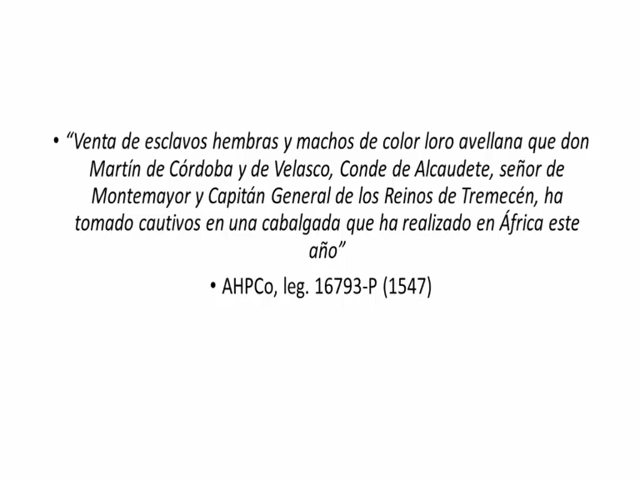 • “Venta de esclavos hembras y machos de color loro avellana que don
Martín de Córdoba y de Velasco, Conde de Alcaudete, señor de
Montemayor y Capitán General de los Reinos de Tremecén, ha
tomado cautivos en una cabalgada que ha realizado en África este
año”
• AHPCo, leg. 16793-P (1547)